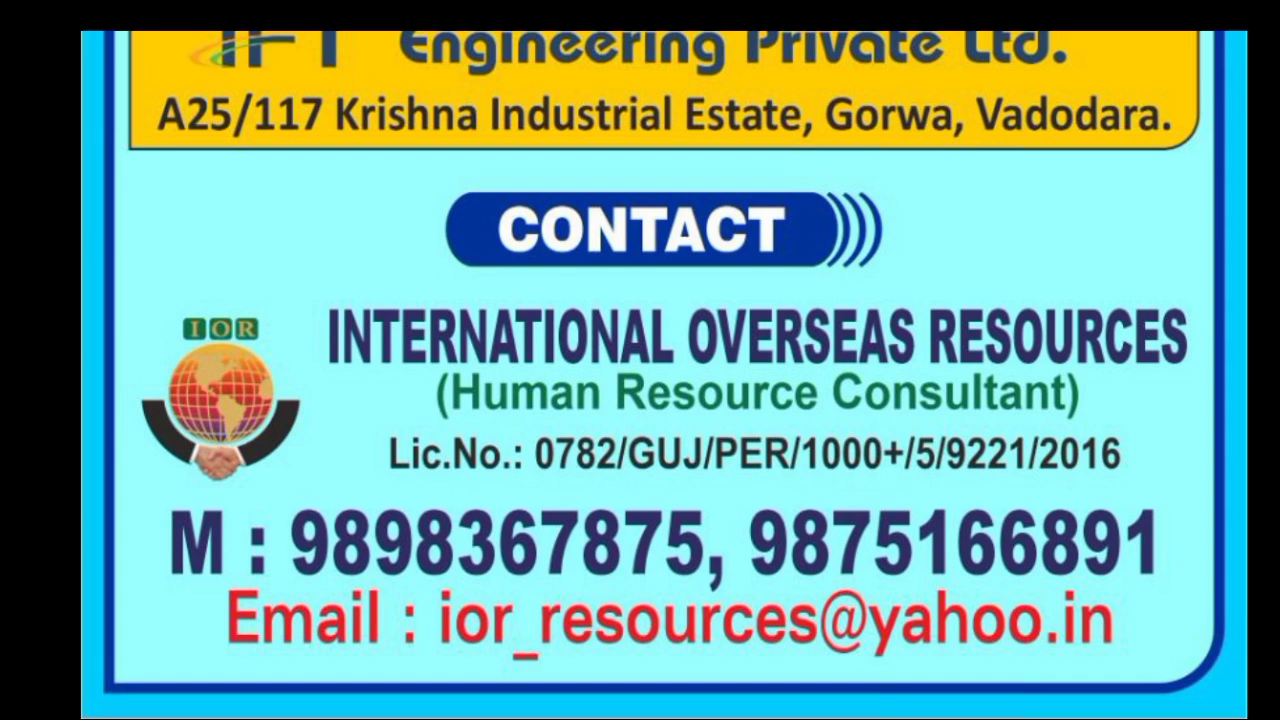 Engineering Private Ltd.
A25/117 Krishna Industrial Estate, Gorwa, Vadodara.
CONTACT
IOR
INTERNATIONAL OVERSEAS RESOURCES
(Human Resource Consultant)
Lic.No.: 0782/GUJ/PER/1000+/5/9221/2016
M : 9898367875, 9875166891
Email : ior_resources@yahoo.in